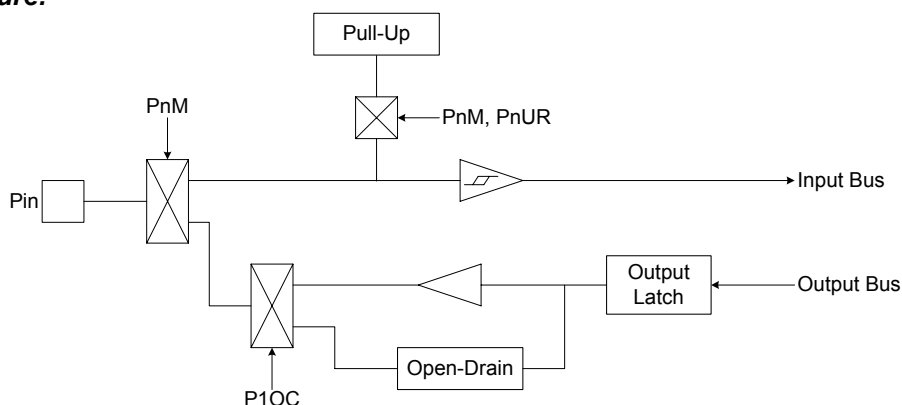 ure:
Pull-Up
PnM
PnM, PnUR
Pin
Input Bus
Output
Latch
Output Bus
Open-Drain
P1OC